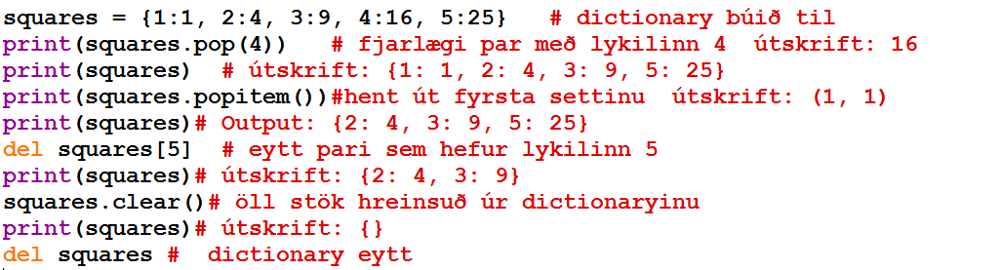 squares = {1:1, 2:4, 3:9, 4:16, 5:25}   # dictionary búið til
print(squares.pop(4))   # fjarlægi par með lykilinn 4  útskrift: 16
print(squares)  # útskrift: {1: 1, 2: 4, 3: 9, 5: 25}
print(squares.popitem())#hent út fyrsta settinu  útskrift: (1, 1)
print(squares)# Output: {2: 4, 3: 9, 5: 25}
del squares[5]  # eytt pari sem hefur lykilinn 5
print(squares)# útskrift: {2: 4, 3: 9}
squares.clear()# öll stök hreinsuð úr dictionaryinu
print(squares)# útskrift: {}
del squares #  dictionary eytt